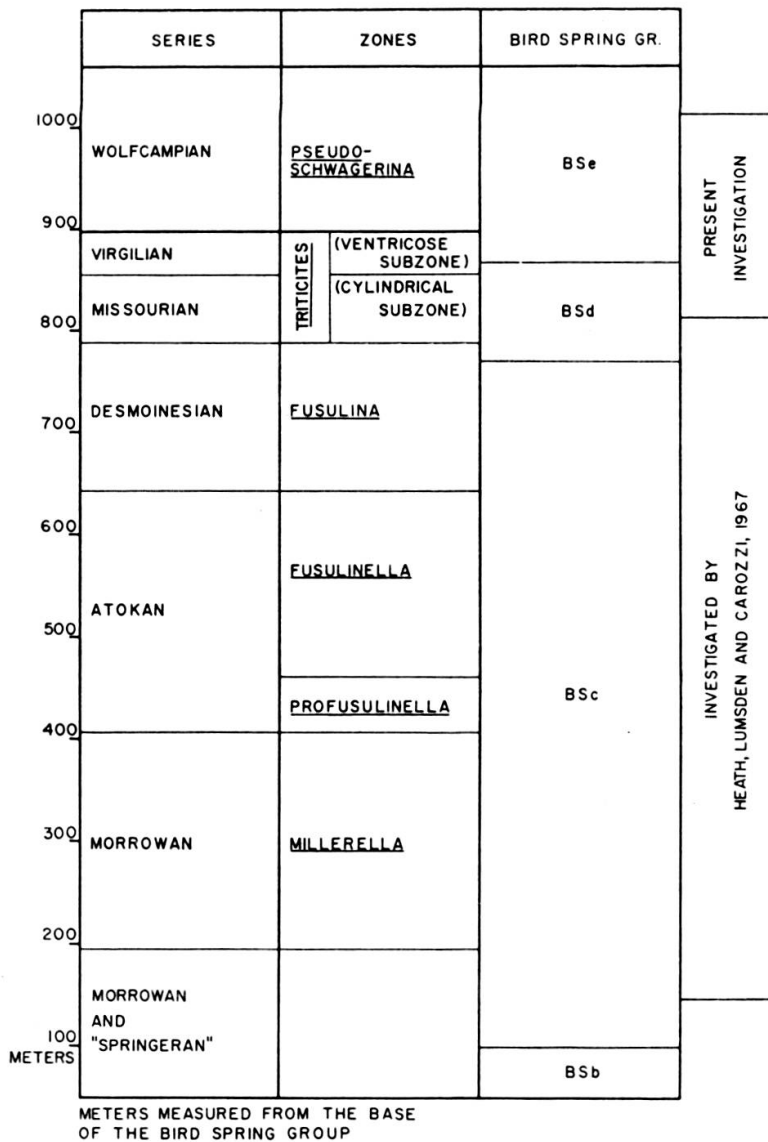 SERIES
ZONES
BIRD SPRING GR.
1000
WOLFCAMPIAN
PSEUDO-
SCHWAGERINA
BSe
PRESENT
INVESTIGATION
900
VIRGILIAN
TRITICITES
(VENTRICOSE
SUBZONE)
MISSOURIAN
(CYLINDRICAL
SUBZONE)
BSd
800
DESMOINESIAN
FUSULINA
700
600
FUSULINELLA
ATOKAN
500
PROFUSULINELLA
BSc
INVESTIGATED BY
HEATH, LUMSDEN AND CAROZZI, 1967
400
300
MORROWAN
MILLERELLA
200
MORROWAN
AND
"SPRINGERAN"
100
METERS
BSb
METERS MEASURED FROM THE BASE
OF THE BIRD SPRING GROUP